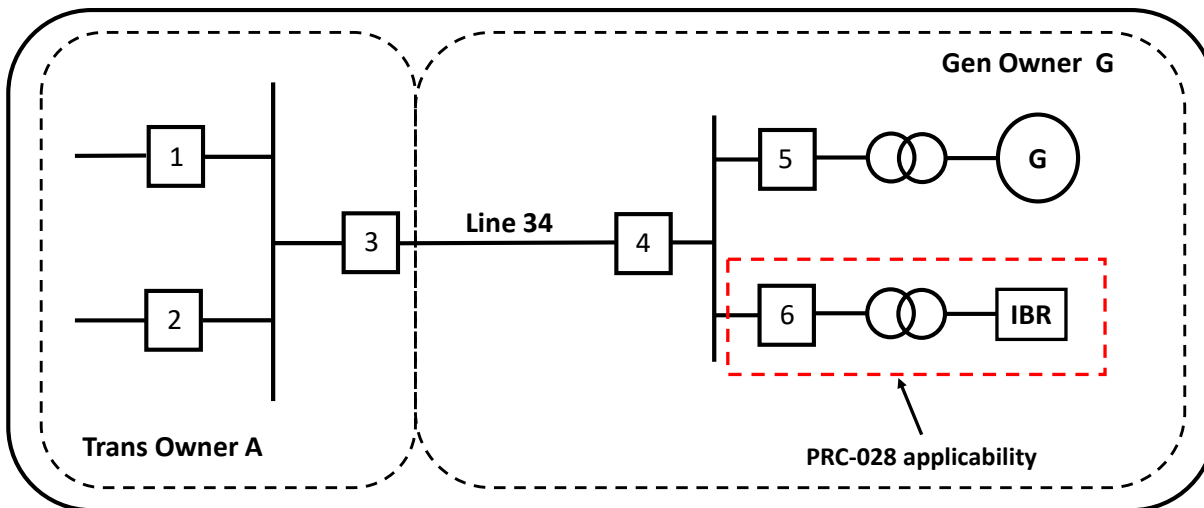 Gen Owner G
1
5
G
Line 34
3
4
2
6
IBR
Trans Owner A
PRC-028 applicability